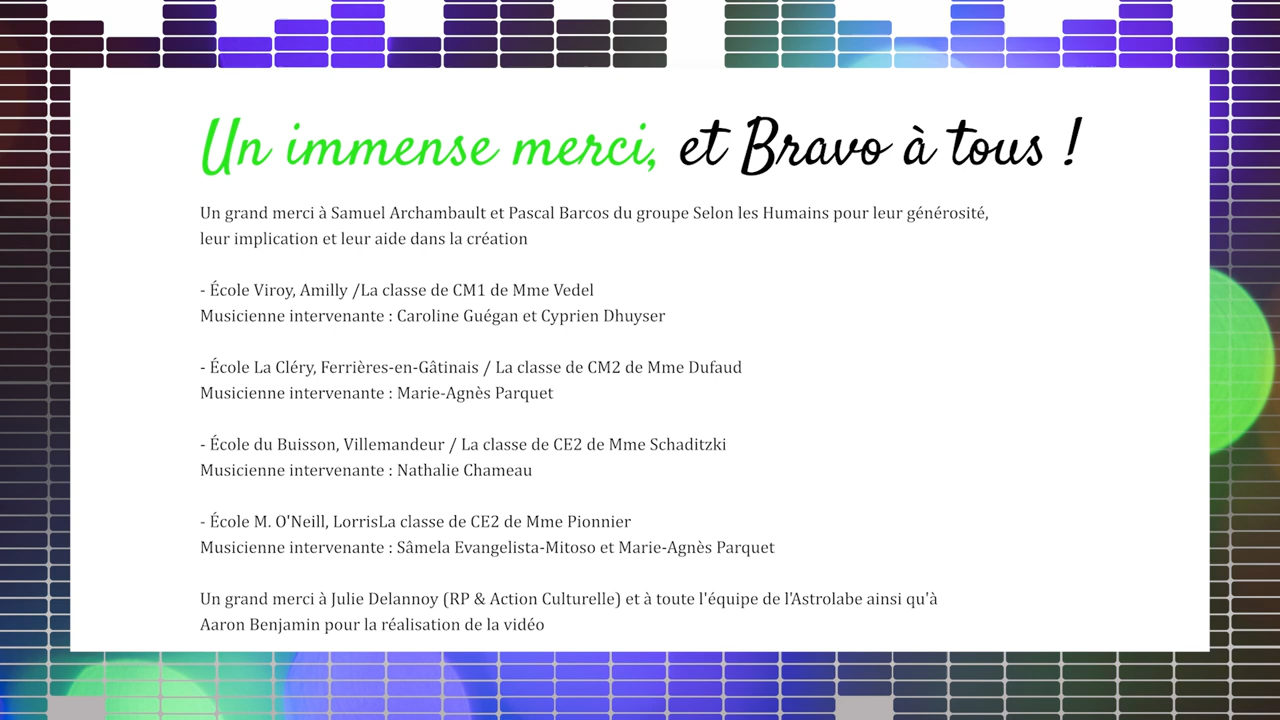 Un immense merci, et Bravo à tous !
Un grand merci à Samuel Archambault et Pascal Barcos du groupe Selon les Humains pour leur générosité,
leur implication et leur aide dans la création
- École Viroy, Amilly /La classe de CM1 de Mme Vedel
Musicienne intervenante : Caroline Guégan et Cyprien Dhuyser
- École La Cléry, Ferrières-en-Gâtinais / La classe de CM2 de Mme Dufaud
Musicienne intervenante : Marie-Agnès Parquet
- École du Buisson, Villemandeur / La classe de CE2 de Mme Schaditzki
Musicienne intervenante : Nathalie Chameau
- École M. O'Neill, LorrisLa classe de CE2 de Mme Pionnier
Musicienne intervenante : Sâmela Evangelista-Mitoso et Marie-Agnès Parquet
Un grand merci à Julie Delannoy (RP & Action Culturelle) et à toute l'équipe de l'Astrolabe ainsi qu'à
Aaron Benjamin pour la réalisation de la vidéo